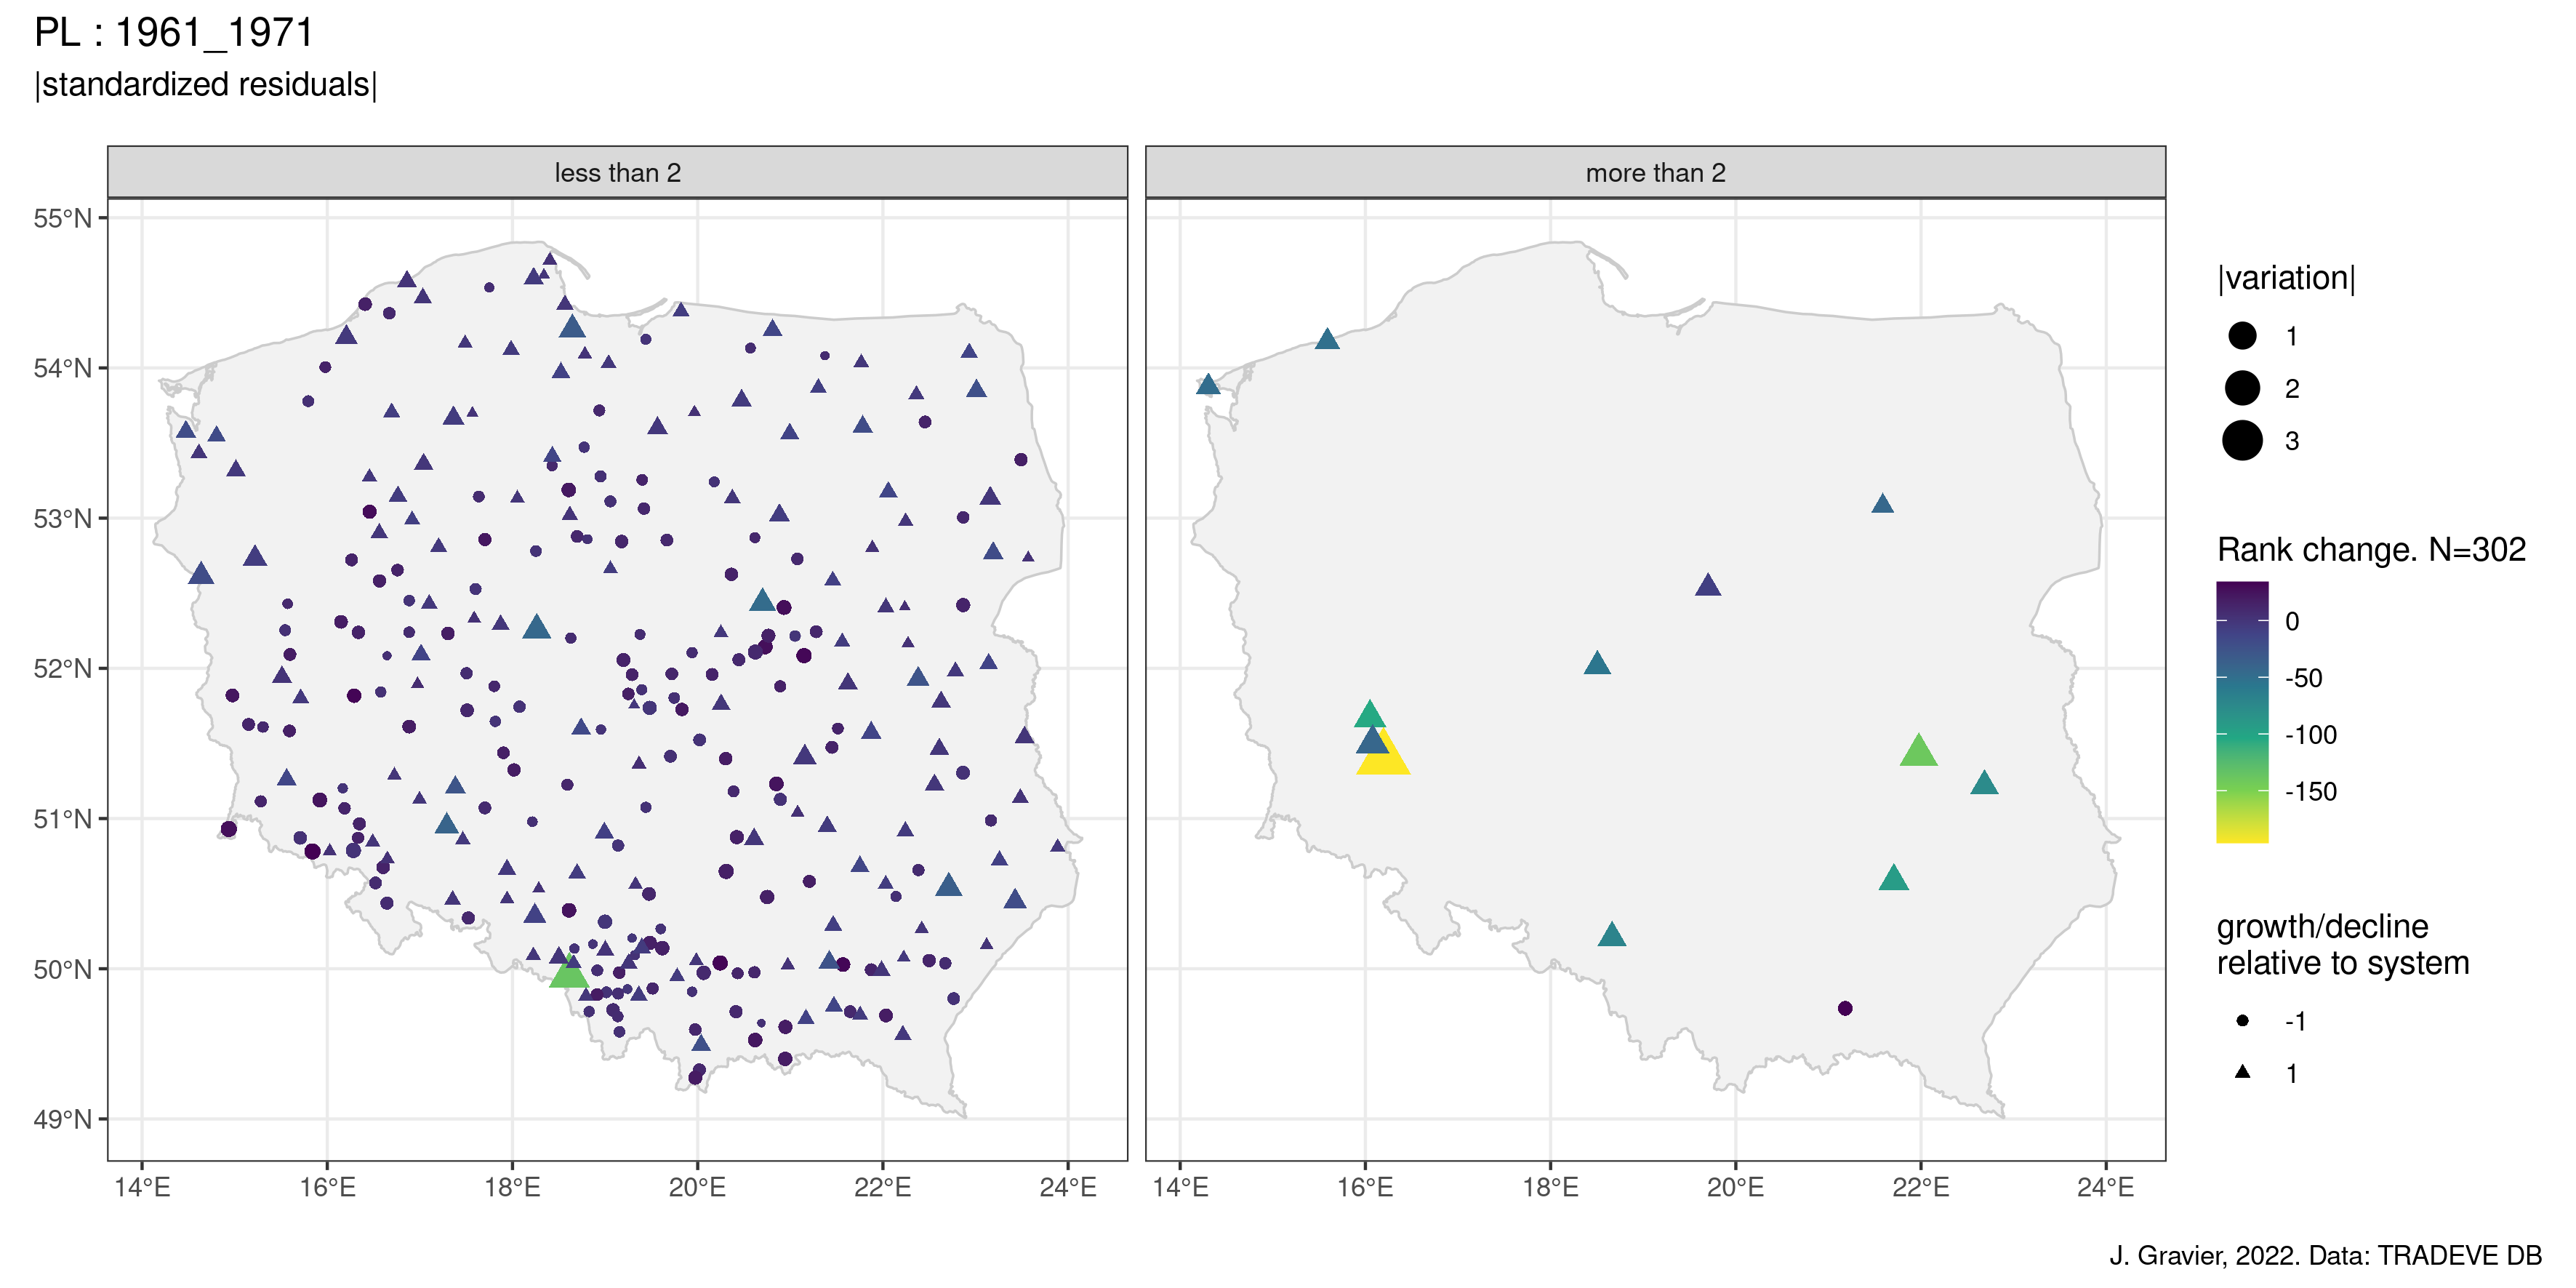 PL : 1961_1971
|standardized residuals|
less than 2
more than 2
55°N
54°N
53°N
52°N
51°N
50°N
49°N
14°E
16°E
18°E
20°E
22°E
24°E
14°E
16°E
18°E
20°E
22°E
24°E
|variation|
1
2
3
Rank change. N=302
0
-50
-100
-150
growth/decline
relative to system
-1
1
J. Gravier, 2022. Data: TRADEVE DB